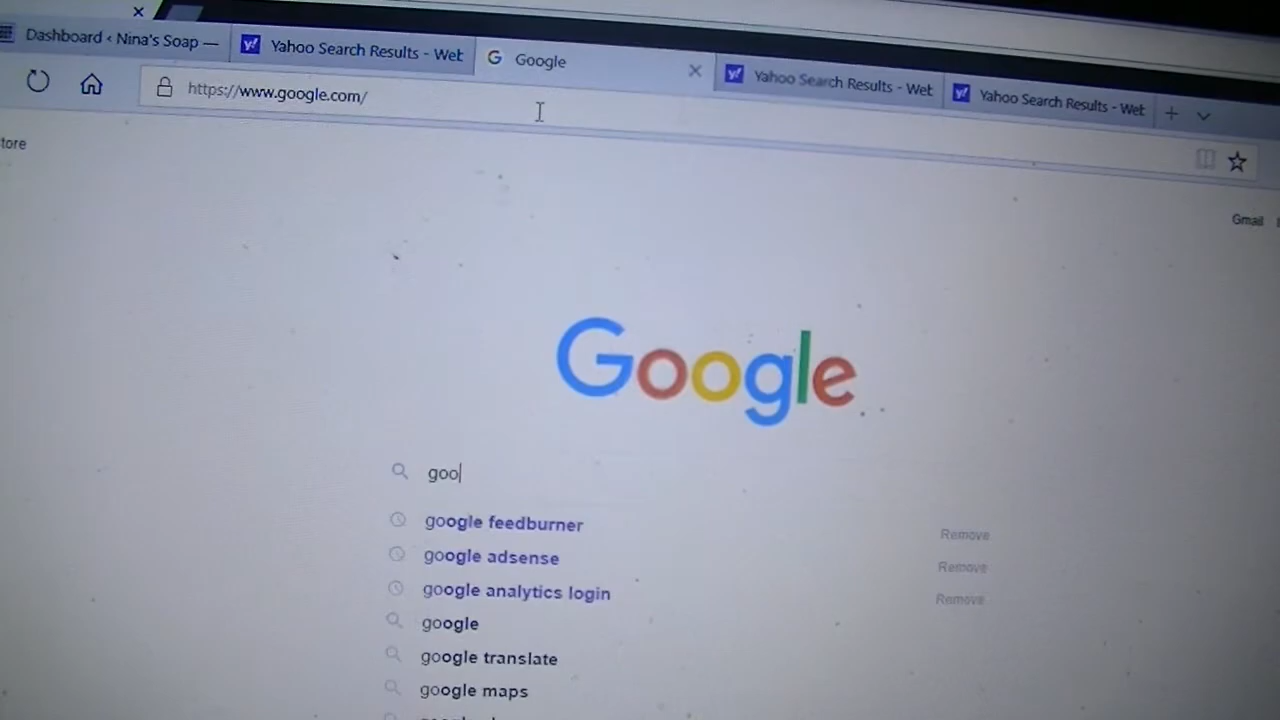 Dashboard ‹ Nina's Soap —
Yahoo Search Results - Wet
Google
Yahoo Search Results - Wet
Yahoo Search Results - Wet
https://www.google.com/
tore
Gmail
Google
goo
google feedburner
Remove
google adsense
Remove
google analytics login
Remove
google
google translate
google maps